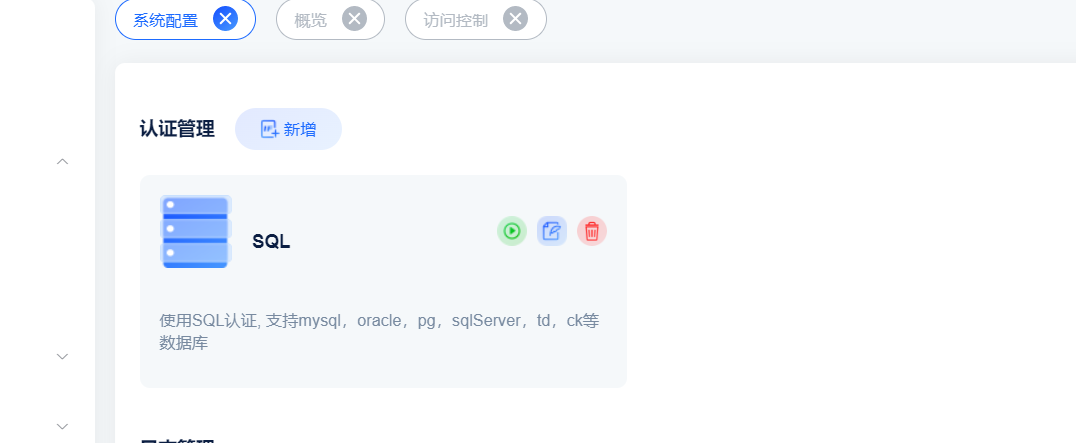 系统配置
概览
访问控制
认证管理
新增
SQL
使用SQL认证, 支持mysql，oracle，pg，sqlServer，td，ck等
数据库